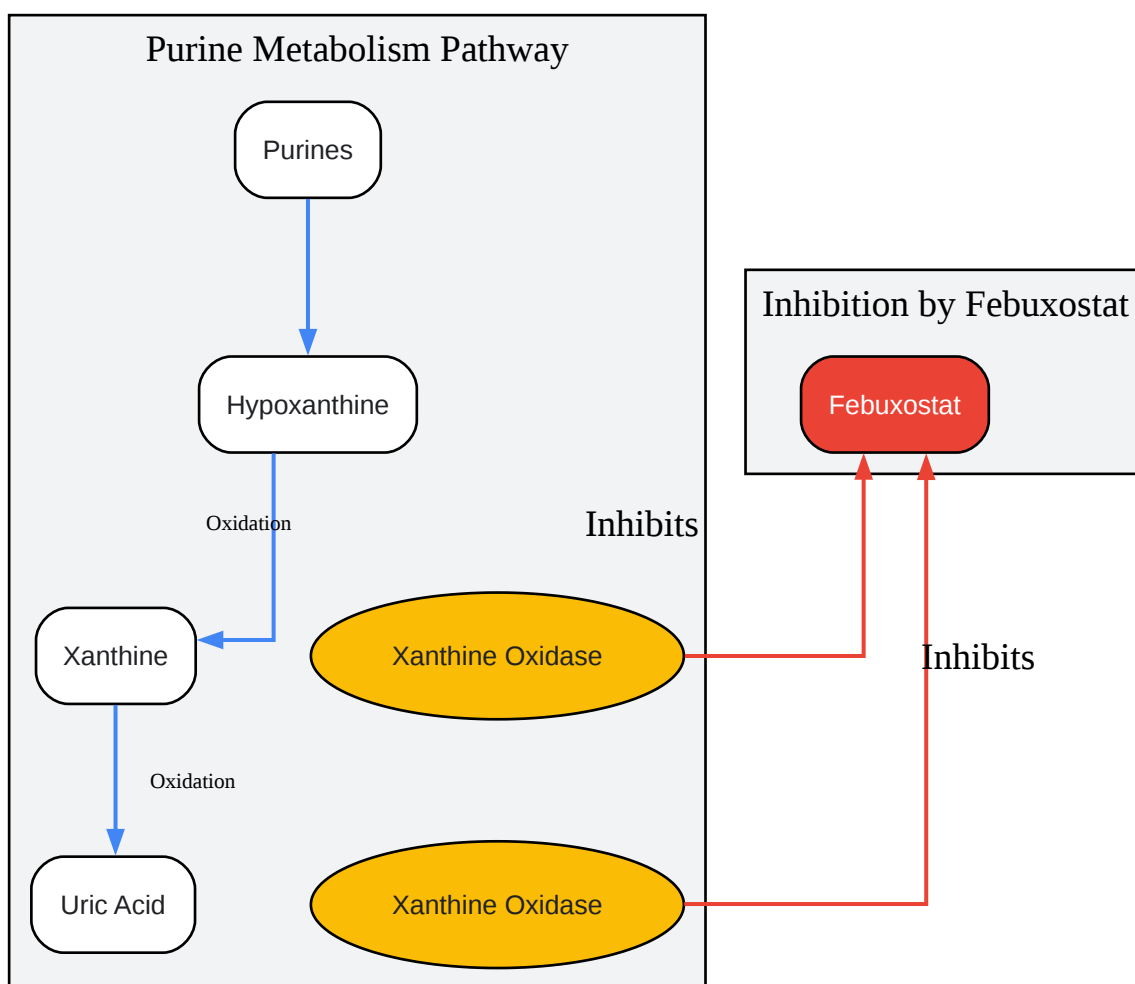 Purine Metabolism Pathway
Purines
Inhibition by Febuxostat
Hypoxanthine
Febuxostat
Oxidation
Inhibits
Xanthine
Xanthine Oxidase
Inhibits
Oxidation
Uric Acid
Xanthine Oxidase